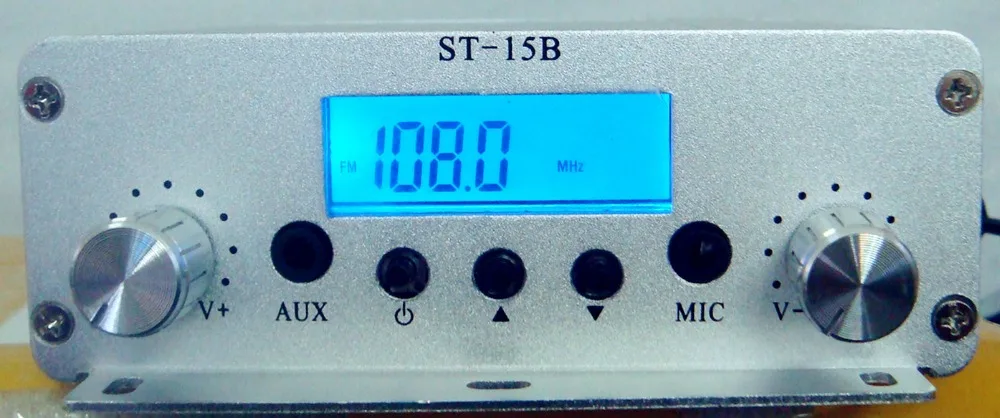 ST-15B
FM 108.0 MHz
V+ AUX ⏻ ▲ ▼ MIC V-